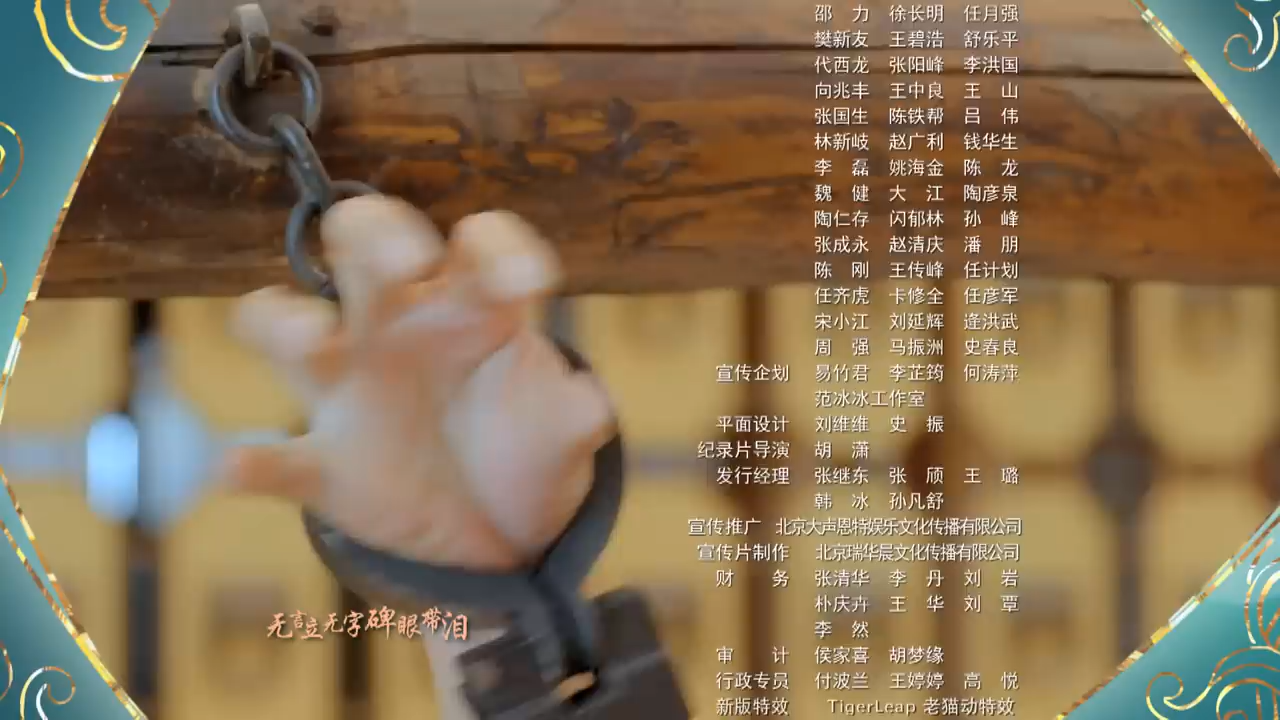 邵　力　徐长明　任月强
樊新友　王碧浩　舒乐平
代西龙　张阳峰　李洪国
向兆丰　王中良　王　山
张国生　陈铁帮　吕　伟
林新岐　赵广利　钱华生
李　磊　姚海金　陈　龙
魏　健　大　江　陶彦泉
陶仁存　闪郁林　孙　峰
张成永　赵清庆　潘　朋
陈　刚　王传峰　任计划
任齐虎　卡修全　任彦军
宋小江　刘延辉　逄洪武
周　强　马振洲　史春良
宣传企划　易竹君　李芷筠　何涛萍
范冰冰工作室
平面设计　刘维维　史　振
纪录片导演　胡　潇
发行经理　张继东　张　颀　王　璐
韩　冰　孙凡舒
宣传推广　北京大声恩特娱乐文化传播有限公司
宣传片制作　北京瑞华晨文化传播有限公司
财　务　张清华　李　丹　刘　岩
朴庆卉　王　华　刘　覃
李　然
无言立无字碑眼带泪
审　计　侯家喜　胡梦缘
行政专员　付波兰　王婷婷　高　悦
新版特效　TigerLeap 老猫动特效